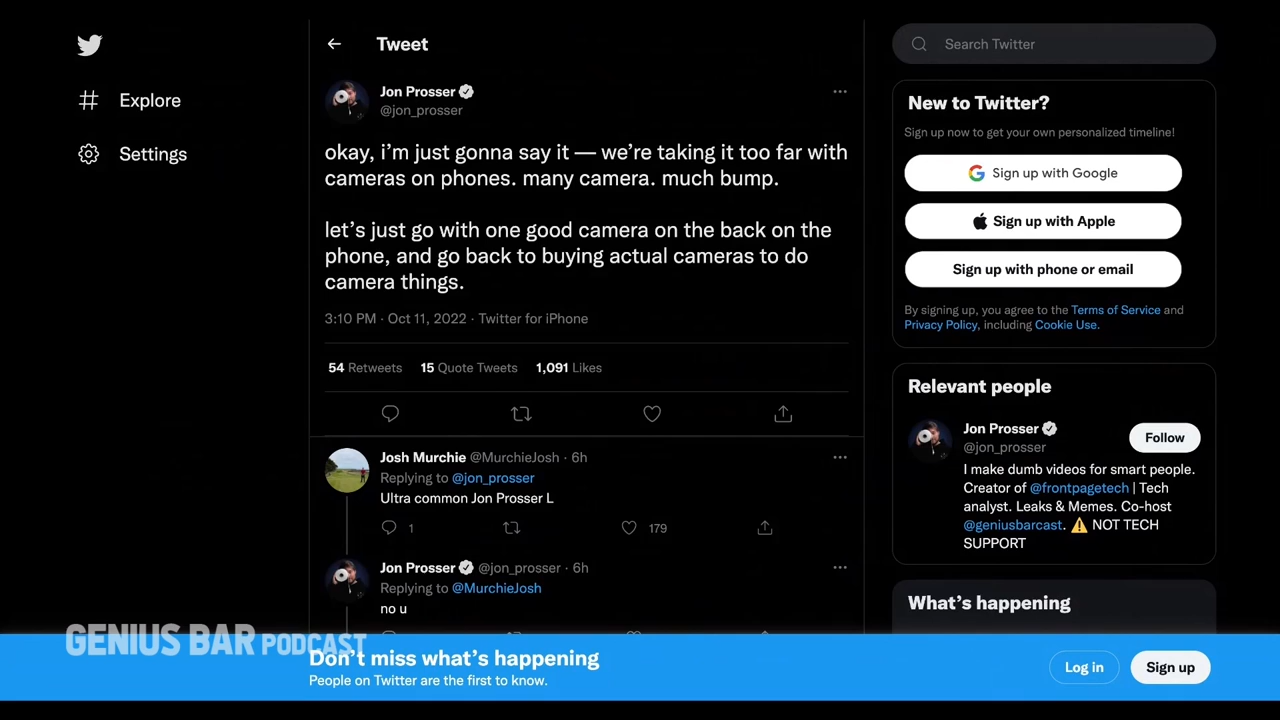 Explore
Settings
Tweet
Jon Prosser
@jon_prosser
okay, i'm just gonna say it — we're taking it too far with
cameras on phones. many camera. much bump.
let's just go with one good camera on the back on the
phone, and go back to buying actual cameras to do
camera things.
3:10 PM · Oct 11, 2022 · Twitter for iPhone
54 Retweets 15 Quote Tweets 1,091 Likes
Josh Murchie @MurchieJosh · 6h
Replying to @jon_prosser
Ultra common Jon Prosser L
1 179
Jon Prosser @jon_prosser · 6h
Replying to @MurchieJosh
no u
Search Twitter
New to Twitter?
Sign up now to get your own personalized timeline!
Sign up with Google
Sign up with Apple
Sign up with phone or email
By signing up, you agree to the Terms of Service and
Privacy Policy, including Cookie Use.
Relevant people
Jon Prosser
@jon_prosser
Follow
I make dumb videos for smart people.
Creator of @frontpagetech | Tech
analyst. Leaks & Memes. Co-host
@geniusbarcast. ⚠️ NOT TECH
SUPPORT
What's happening
GENIUS BAR PODCAST
Don't miss what's happening
People on Twitter are the first to know.
Log in
Sign up